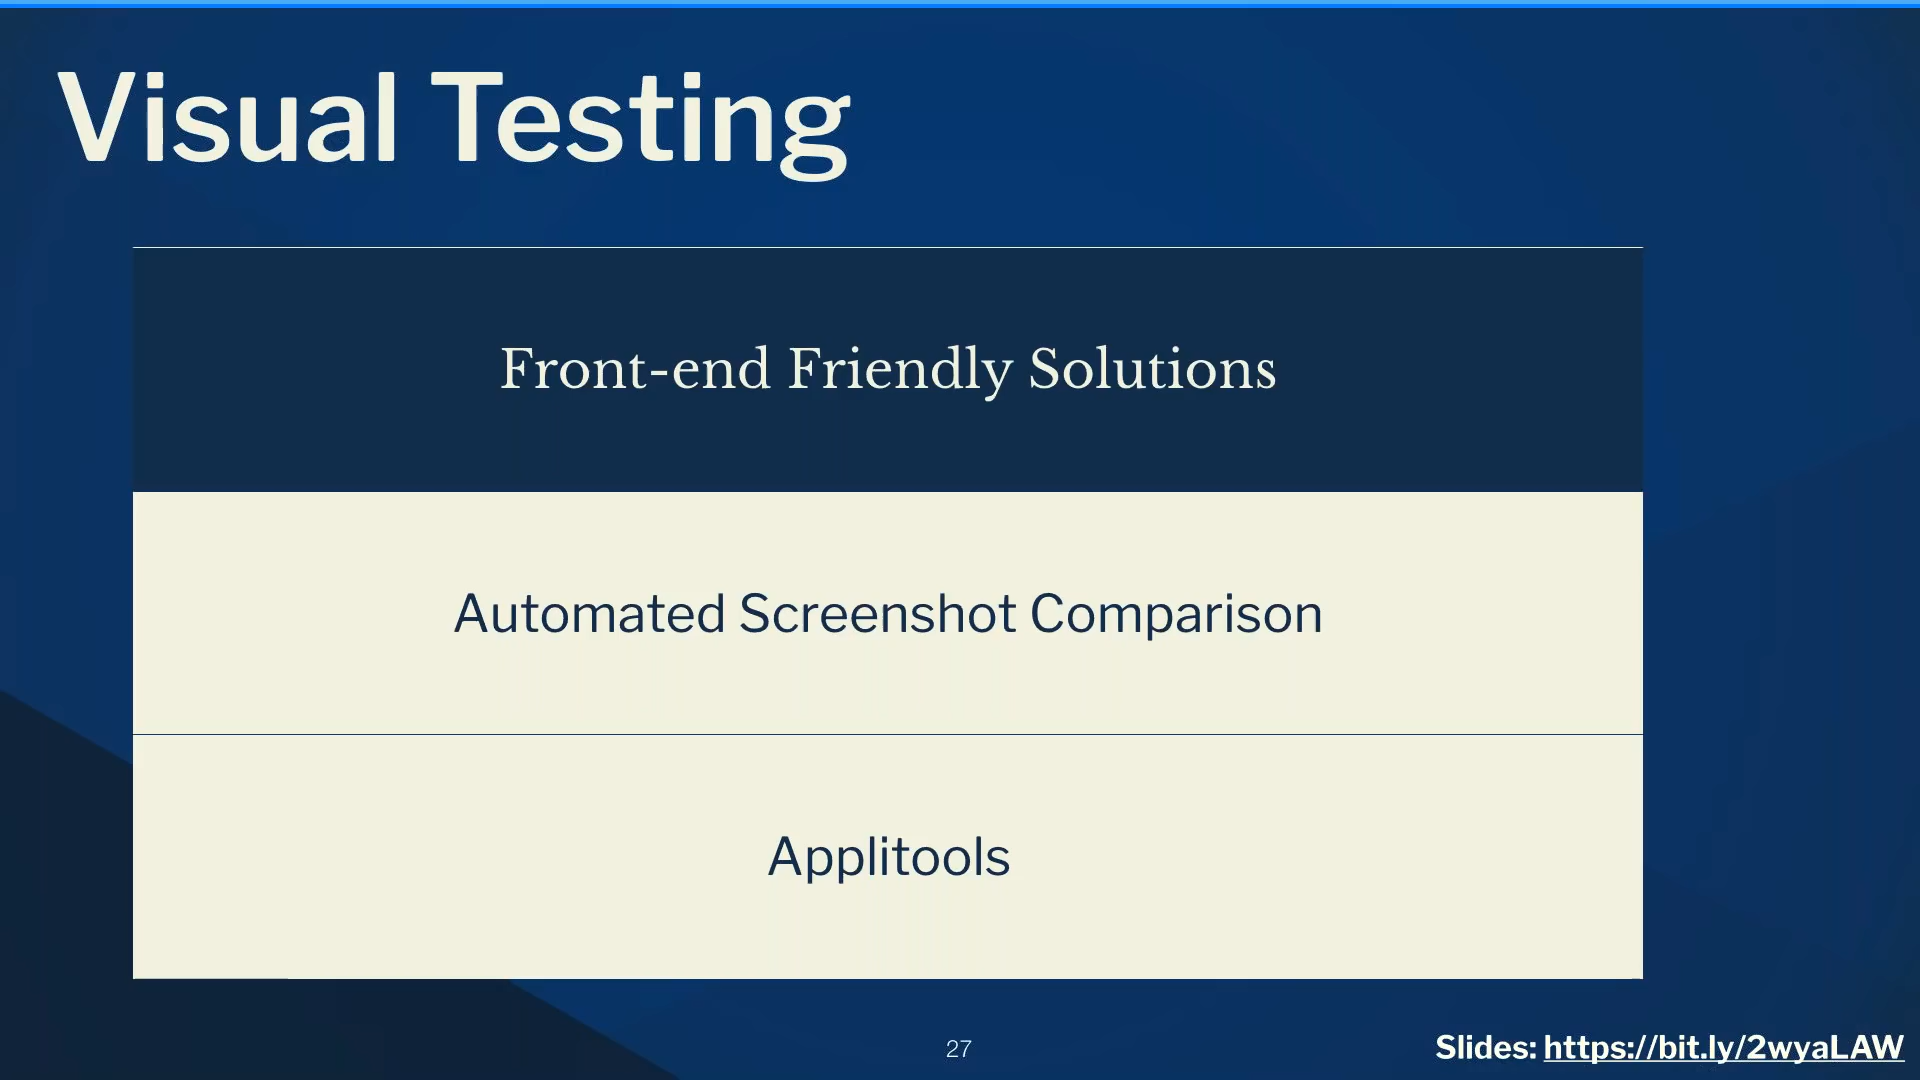 Visual Testing
Front-end Friendly Solutions
Automated Screenshot Comparison
Applitools
27
Slides: https://bit.ly/2wyaLAW